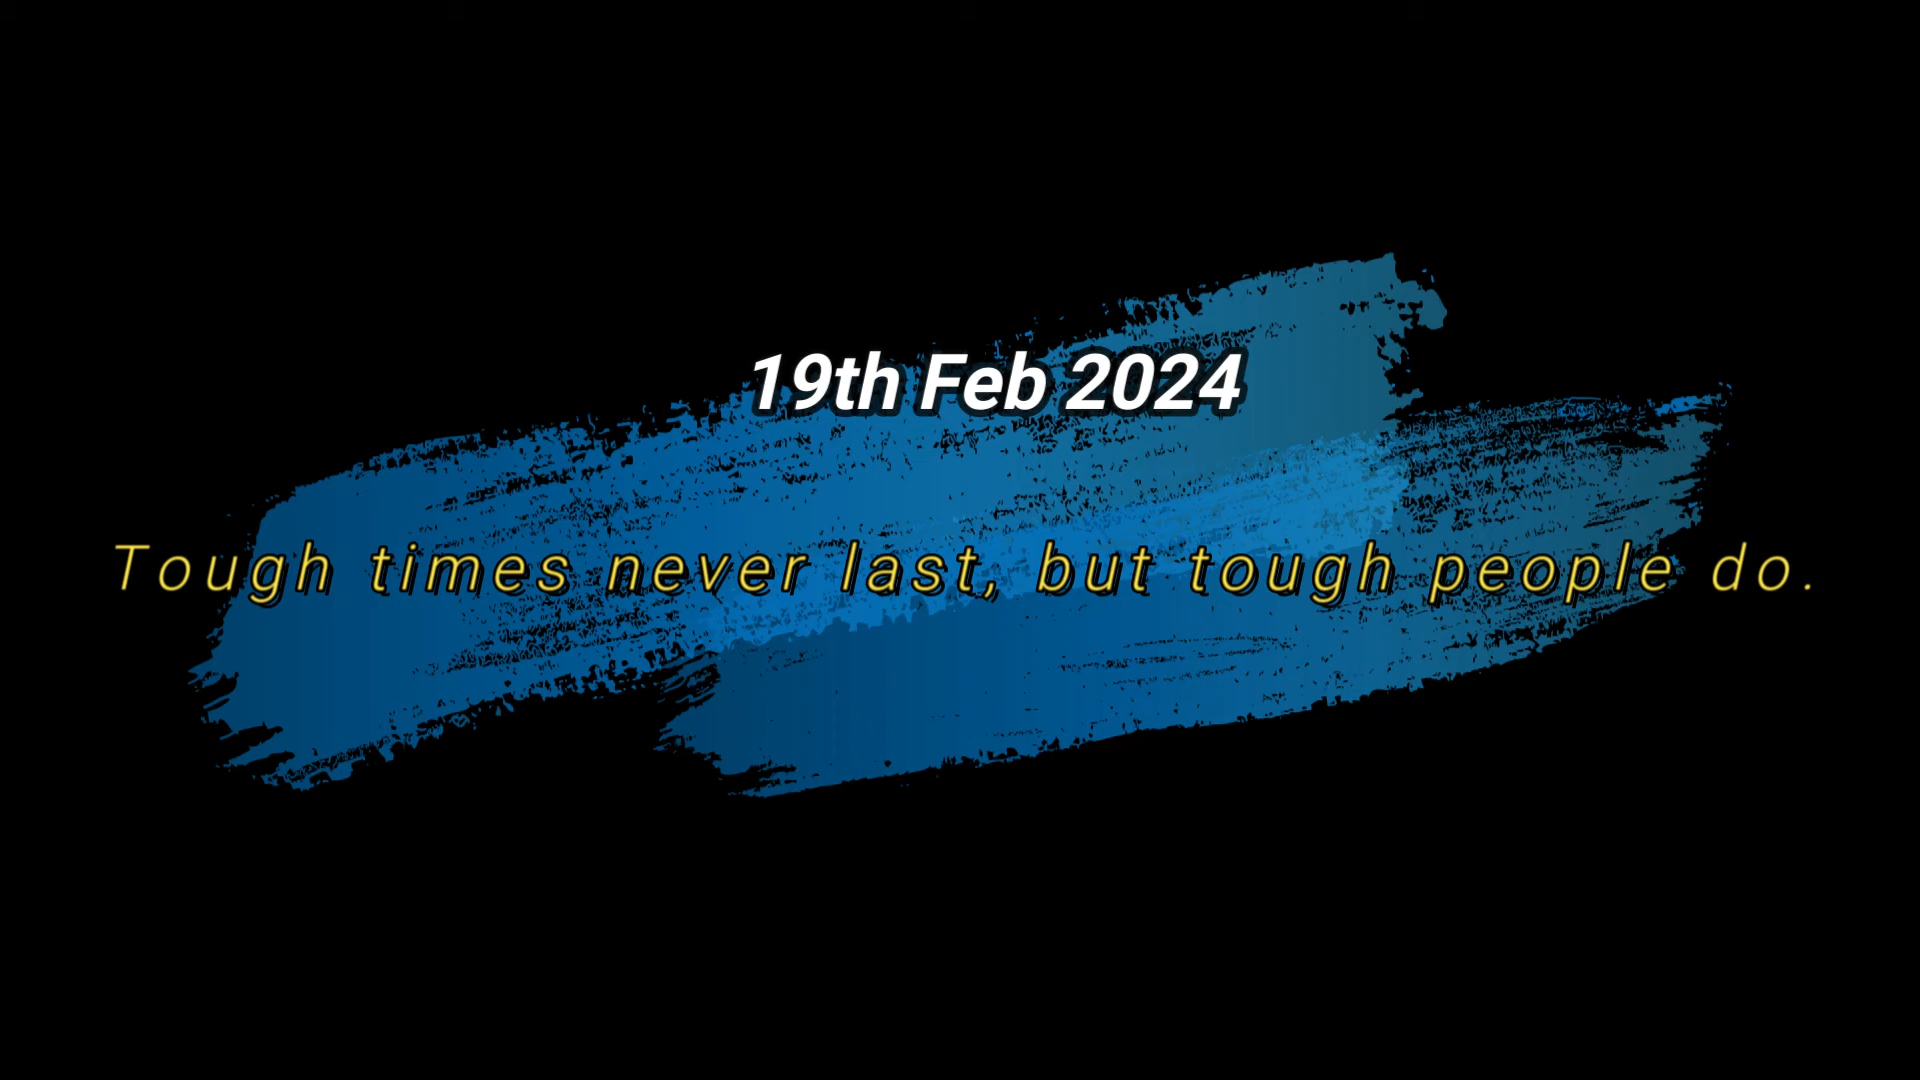 19th Feb 2024
Tough times never last, but tough people do.